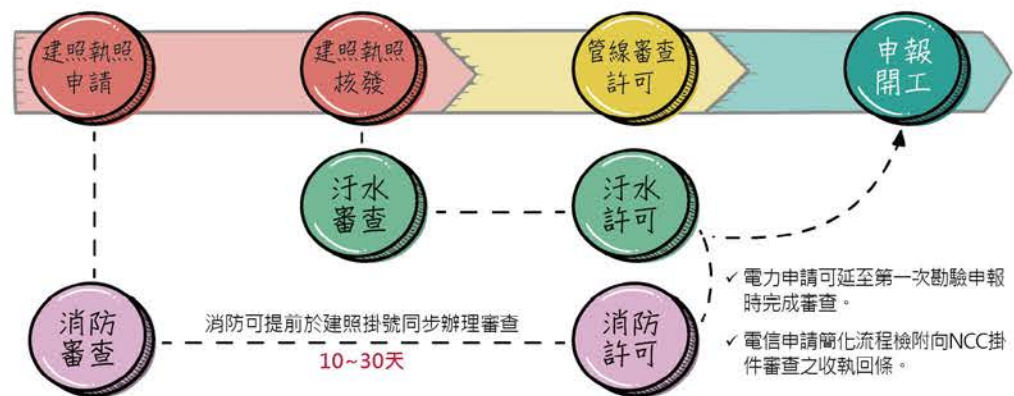 建照執照
申請
建照執照
核發
管線審查
許可
申報
開工
汙水
審查
汙水
許可
消防
審查
消防可提前於建照掛號同步辦理審查
10~30天
消防
許可
✓ 電力申請可延至第一次勘驗申報
時完成審查。
✓ 電信申請簡化流程檢附向NCC掛
件審查之收執回條。